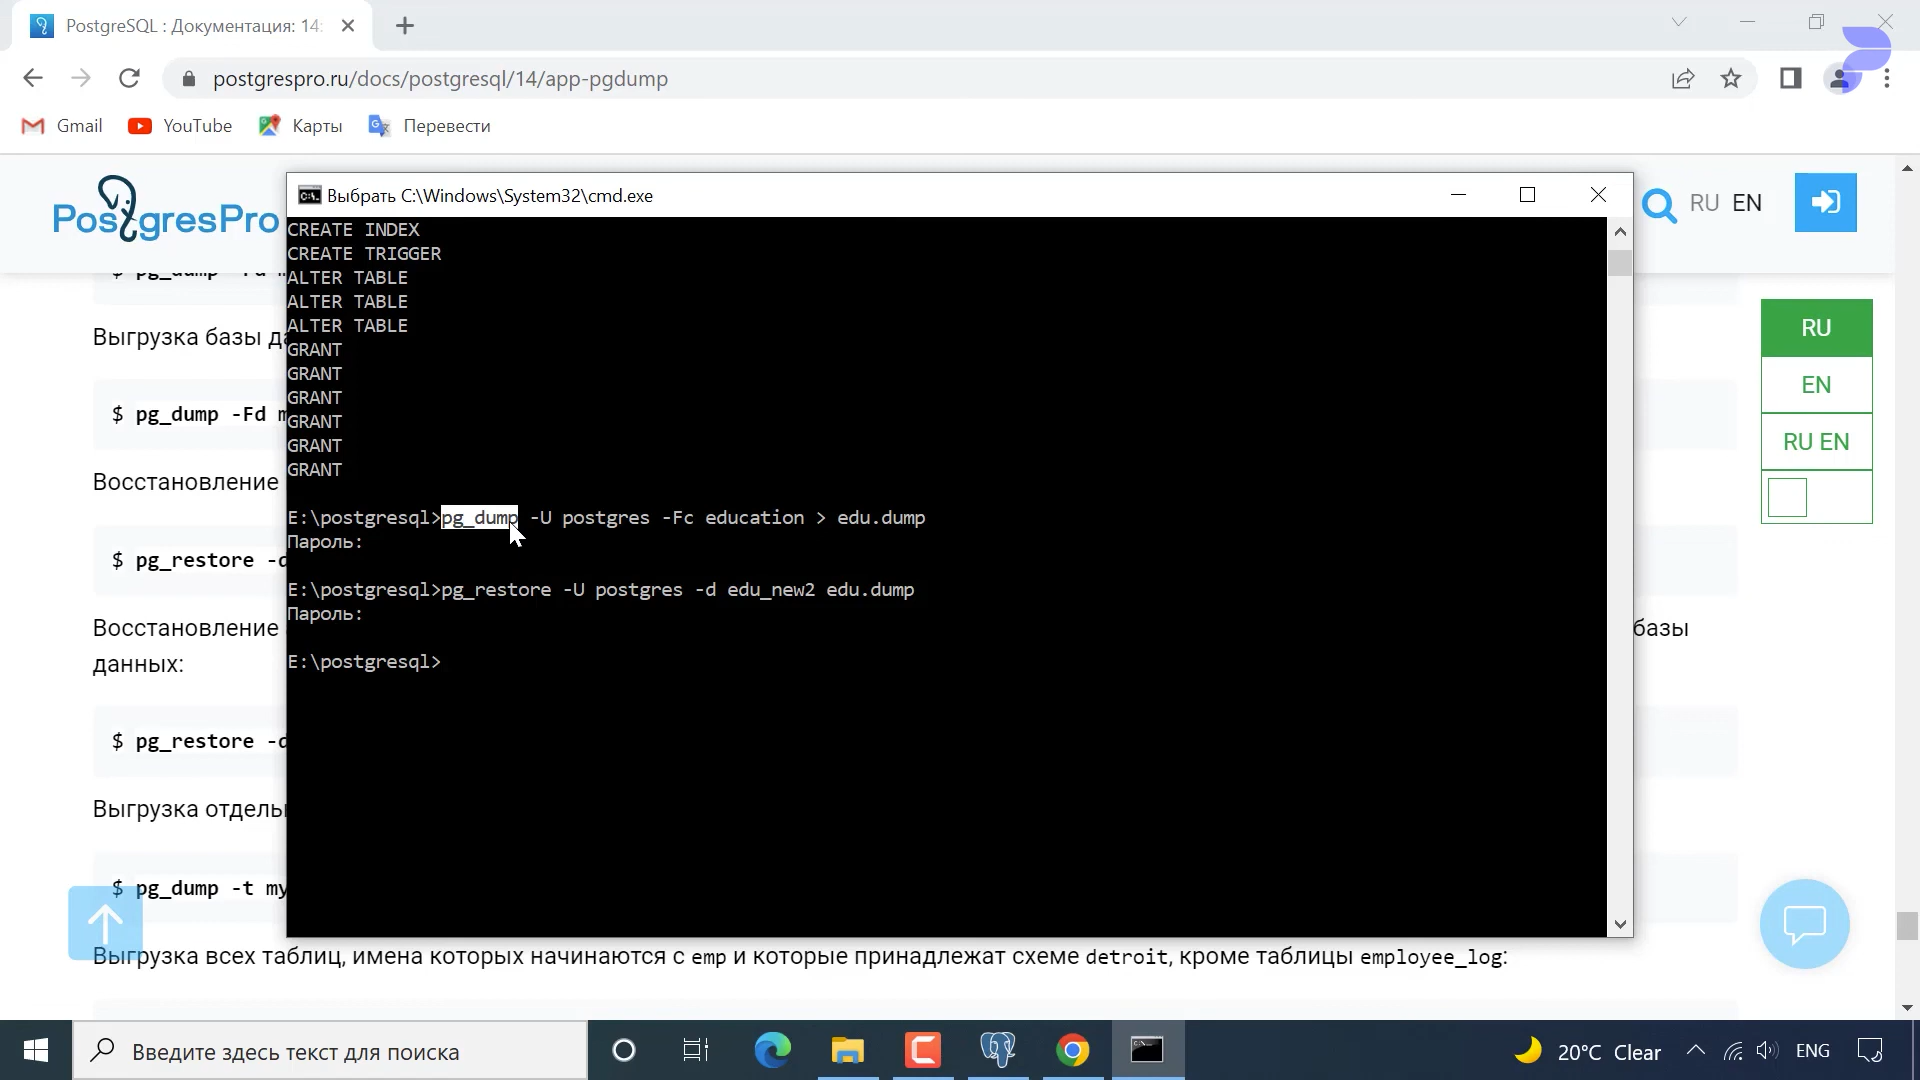 PostgreSQL : Документация: 14:
postgrespro.ru/docs/postgresql/14/app-pgdump
Gmail
YouTube
Карты
Перевести
PostgresPro
RU EN
Выбрать C:\Windows\System32\cmd.exe
CREATE INDEX
CREATE TRIGGER
ALTER TABLE
ALTER TABLE
ALTER TABLE
GRANT
GRANT
GRANT
GRANT
GRANT
GRANT
E:\postgresql>pg_dump -U postgres -Fc education > edu.dump
Пароль:
E:\postgresql>pg_restore -U postgres -d edu_new2 edu.dump
Пароль:
E:\postgresql>
Выгрузка базы
$ pg_dump -Fd
Восстановление
$ pg_restore
Восстановление
базы
данных:
$ pg_restore
Выгрузка
$ pg_dump -t
Выгрузка всех таблиц, имена которых начинаются с emp и которые принадлежат схеме detroit, кроме таблицы employee_log:
RU
EN
RU EN
Введите здесь текст для поиска
20°C Clear
ENG